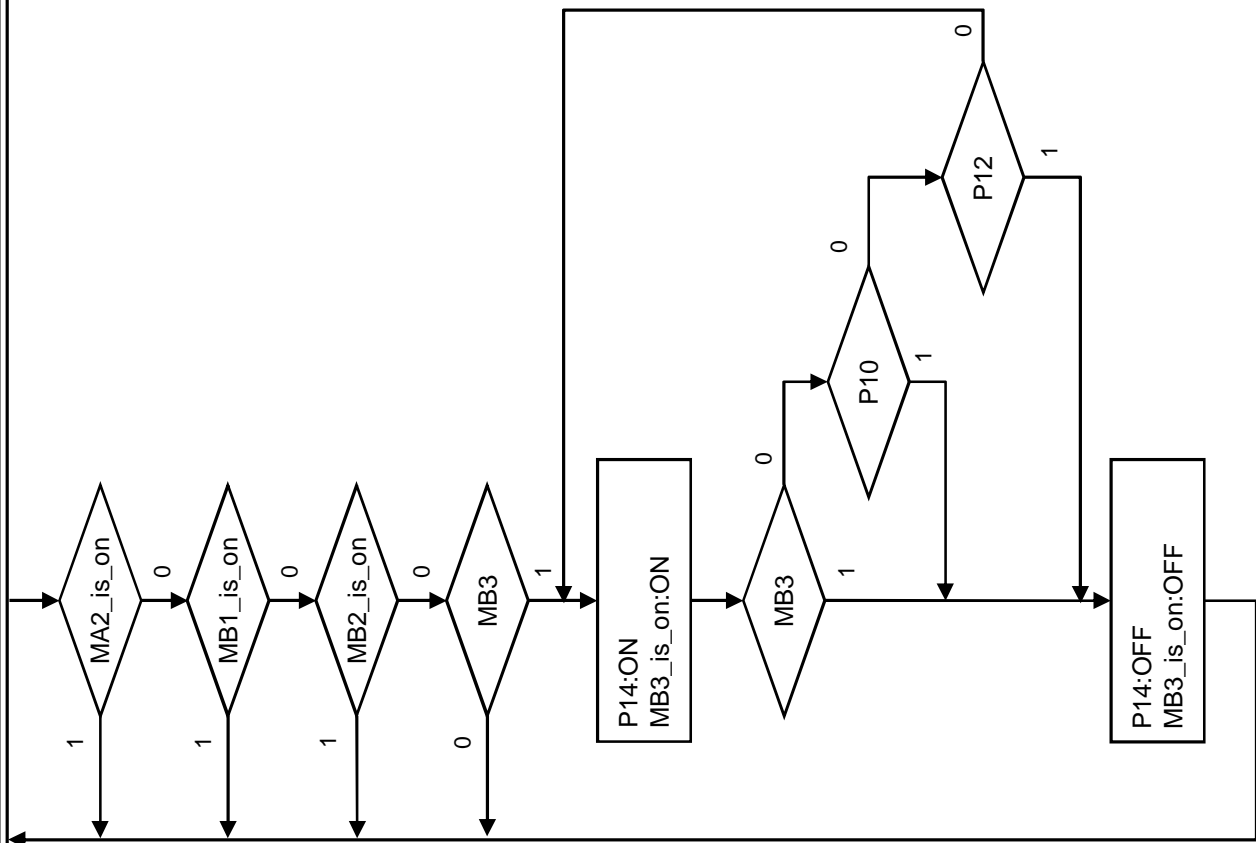 MA2_is_on
1
0
MB1_is_on
1
0
MB2_is_on
1
0
MB3
0
1
P14:ON
MB3_is_on:ON
MB3
0
1
P10
0
1
P12
0
1
P14:OFF
MB3_is_on:OFF